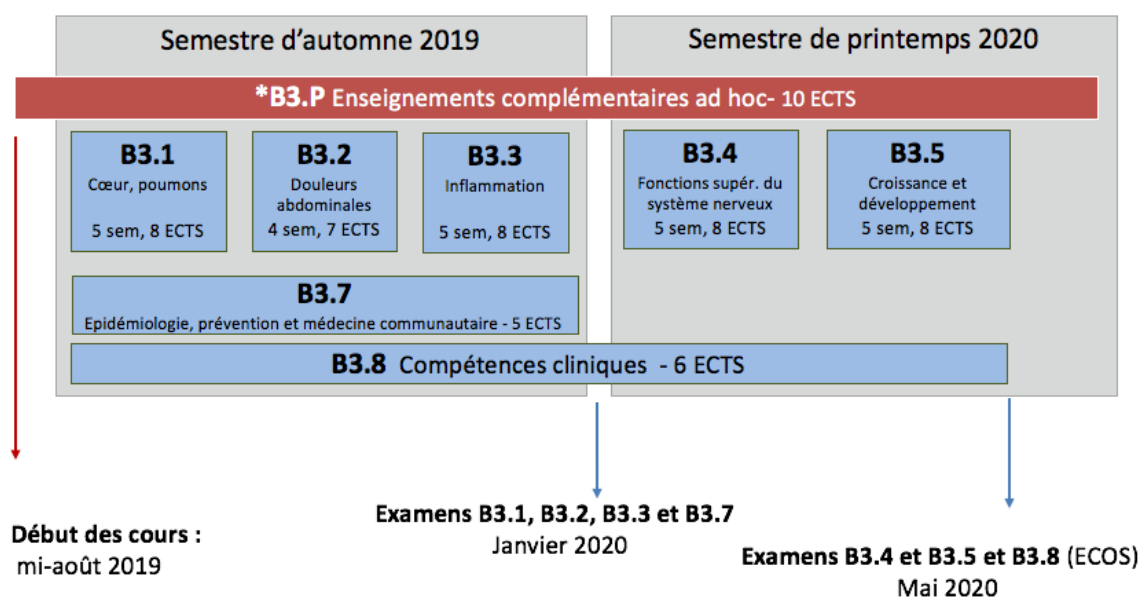 Semestre d'automne 2019
Semestre de printemps 2020
*B3.P Enseignements complémentaires ad hoc- 10 ECTS
B3.1
Cœur, poumons
5 sem, 8 ECTS
B3.2
Douleurs
abdominales
4 sem, 7 ECTS
B3.3
Inflammation
5 sem, 8 ECTS
B3.4
Fonctions supér. du
système nerveux
5 sem, 8 ECTS
B3.5
Croissance et
développement
5 sem, 8 ECTS
B3.7
Epidémiologie, prévention et médecine communautaire - 5 ECTS
B3.8 Compétences cliniques - 6 ECTS
Début des cours :
mi-août 2019
Examens B3.1, B3.2, B3.3 et B3.7
Janvier 2020
Examens B3.4 et B3.5 et B3.8 (ECOS)
Mai 2020